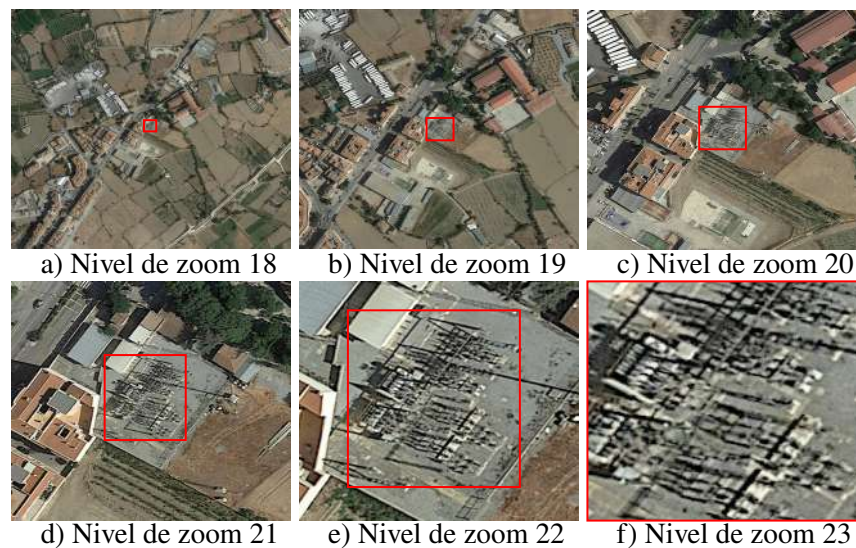 a) Nivel de zoom 18
b) Nivel de zoom 19
c) Nivel de zoom 20
d) Nivel de zoom 21
e) Nivel de zoom 22
f) Nivel de zoom 23